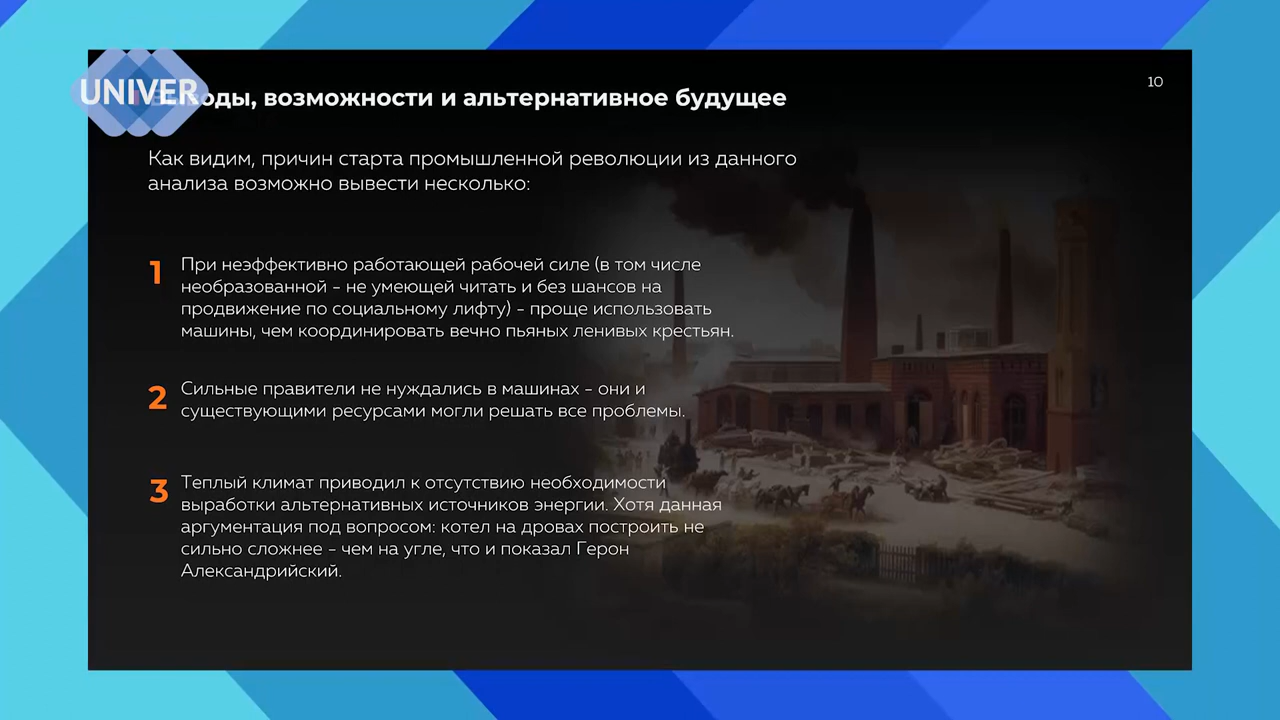 UNIVER
10
воды, возможности и альтернативное будущее
Как видим, причин старта промышленной революции из данного
анализа возможно вывести несколько:
1
При неэффективно работающей рабочей силе (в том числе
необразованной - не умеющей читать и без шансов на
продвижение по социальному лифту) - проще использовать
машины, чем координировать вечно пьяных ленивых крестьян.
2
Сильные правители не нуждались в машинах - они и
существующими ресурсами могли решать все проблемы.
3
Теплый климат приводил к отсутствию необходимости
выработки альтернативных источников энергии. Хотя данная
аргументация под вопросом: котел на дровах построить не
сильно сложнее - чем на угле, что и показал Герон
Александрийский.